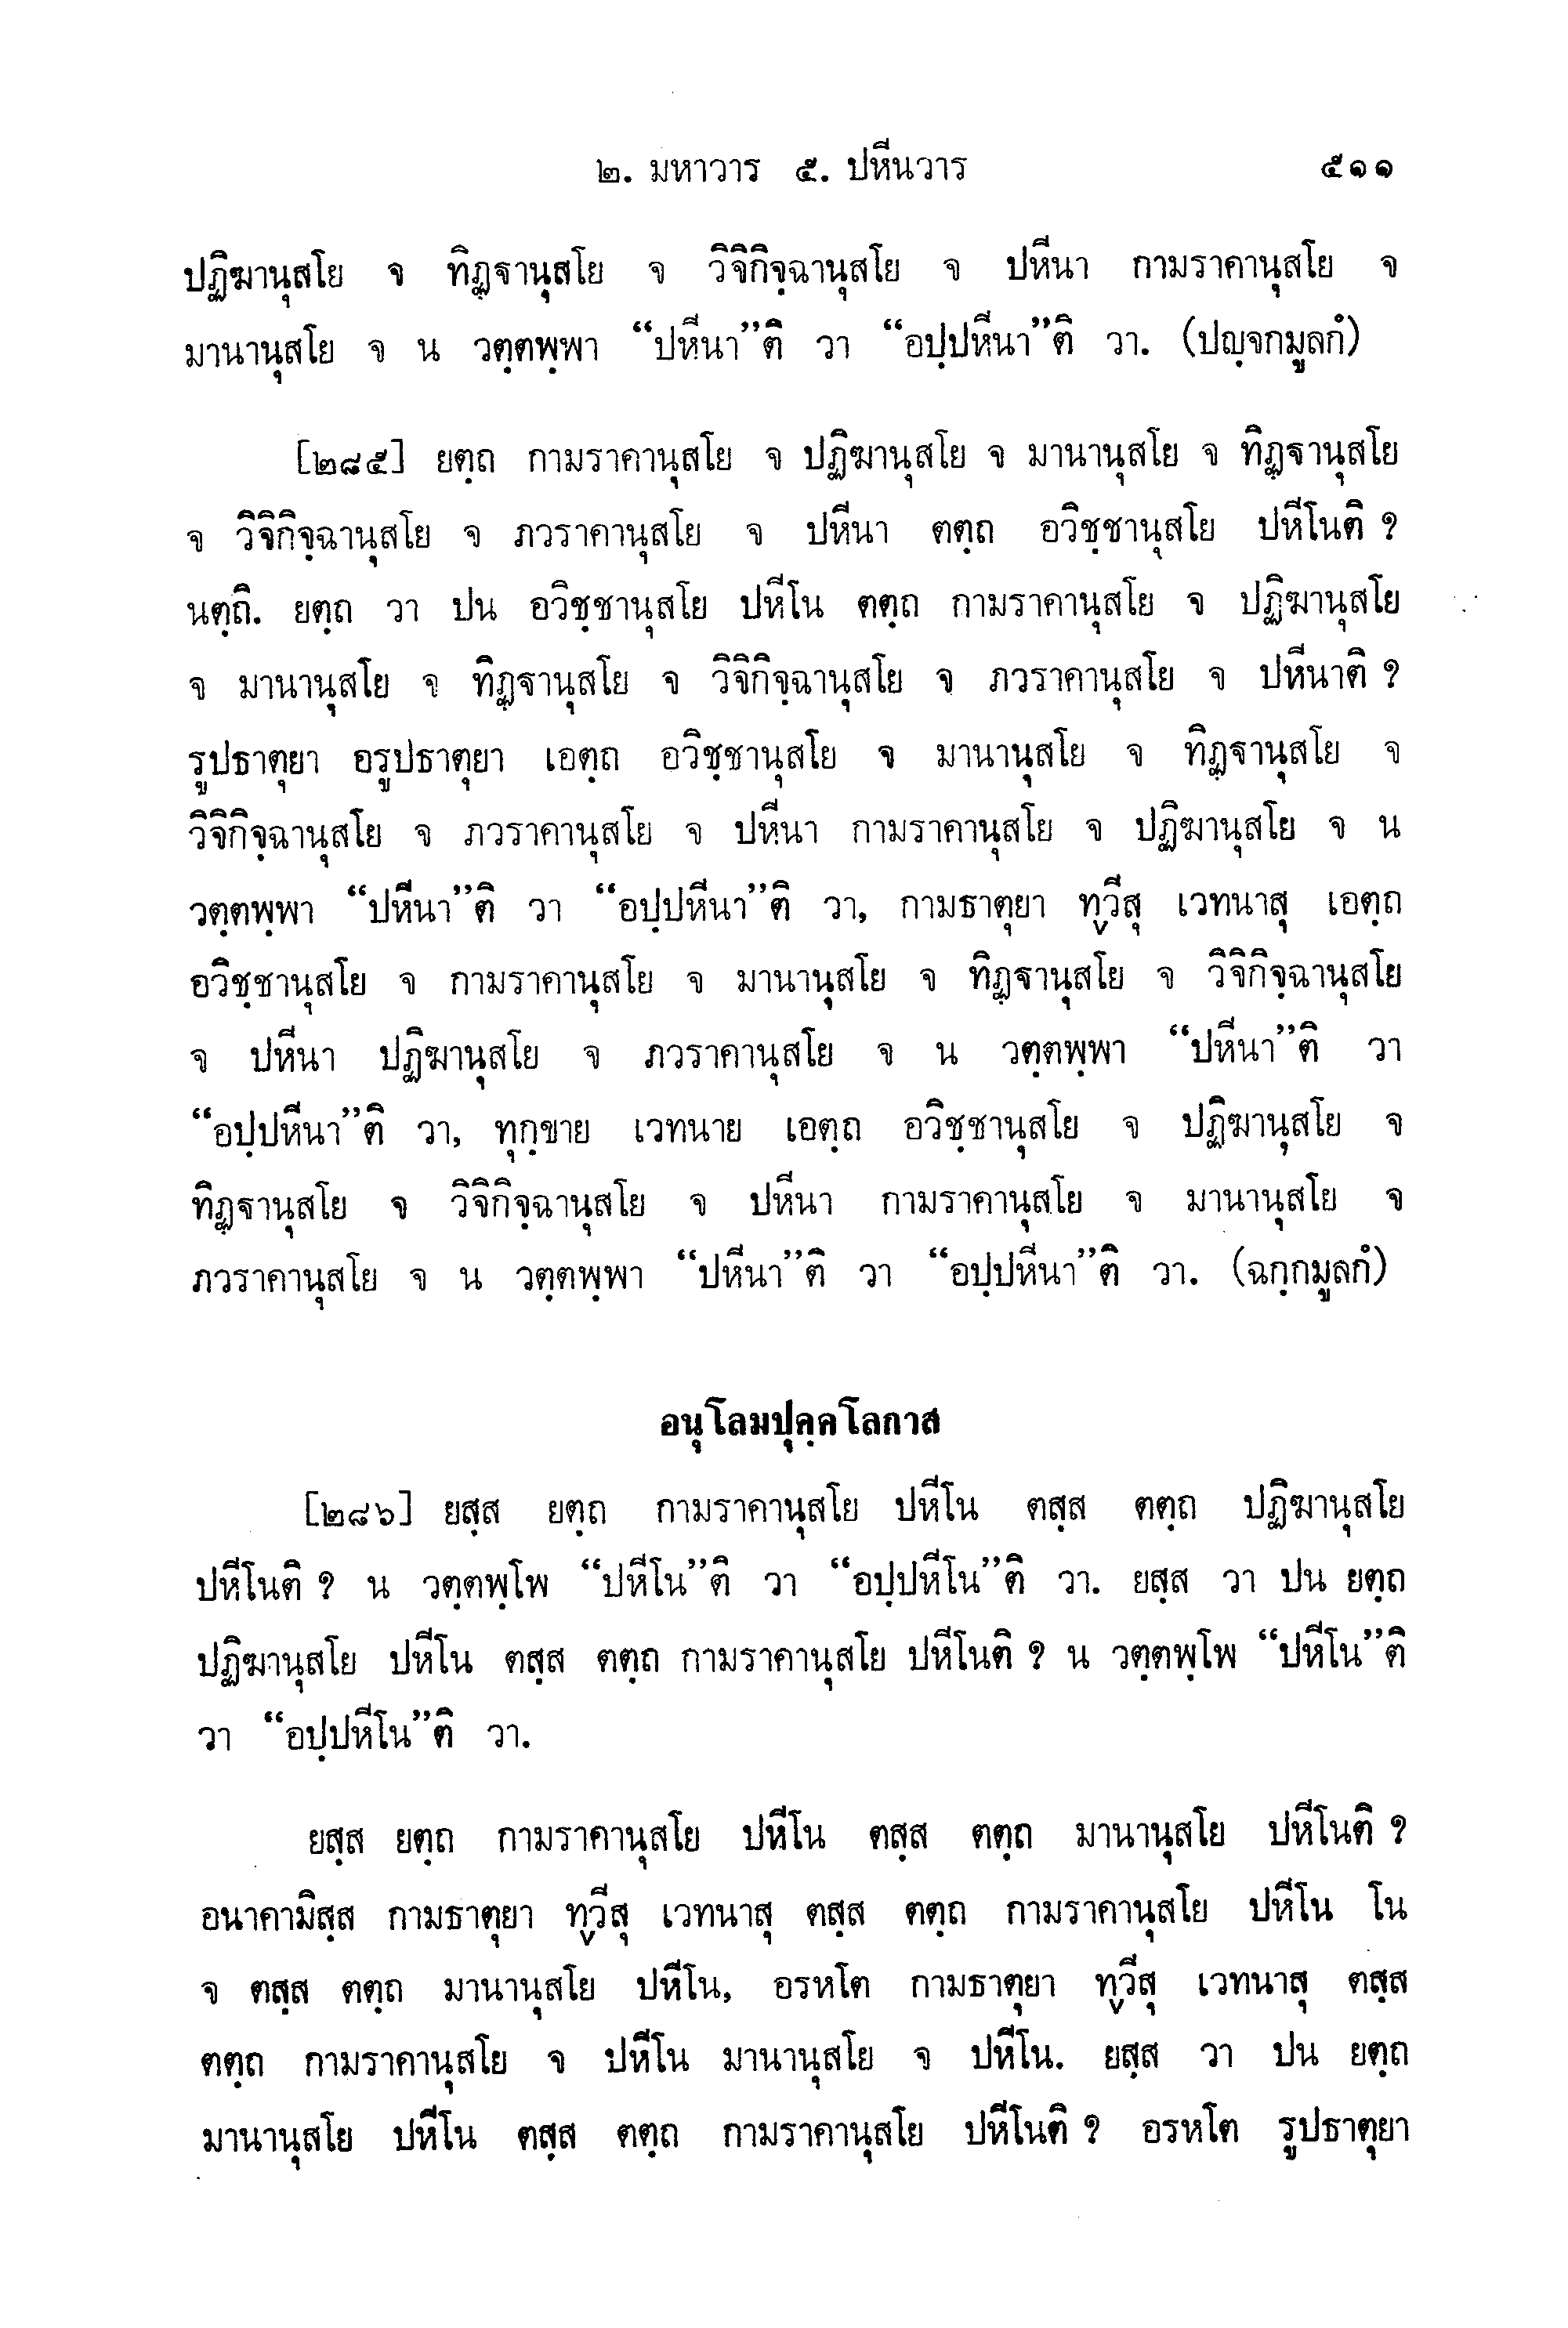 ๒. มหาวาร ๕. ปหีนวาร ๕๑๑
ปฏิฆานุสโย จ ทิฏฺฐานุสโย จ วิจิกิจฺฉานุสโย จ ปหีนา กามราคานุสโย จ
มานานุสโย จ น วตฺตพฺพา “ปหีนา”ติ วา “อปฺปหีนา”ติ วา. (ปญฺจกมูลกํ)
[๒๘๕] ยตฺถ กามราคานุสโย จ ปฏิฆานุสโย จ มานานุสโย จ ทิฏฺฐานุสโย
จ วิจิกิจฺฉานุสโย จ ภวราคานุสโย จ ปหีนา ตตฺถ อวิชฺชานุสโย ปหีโนติ ?
นตฺถิ. ยตฺถ วา ปน อวิชฺชานุสโย ปหีโน ตตฺถ กามราคานุสโย จ ปฏิฆานุสโย
จ มานานุสโย จ ทิฏฺฐานุสโย จ วิจิกิจฺฉานุสโย จ ภวราคานุสโย จ ปหีนาติ ?
รูปธาตุยา อรูปธาตุยา เอตฺถ อวิชฺชานุสโย จ มานานุสโย จ ทิฏฺฐานุสโย จ
วิจิกิจฺฉานุสโย จ ภวราคานุสโย จ ปหีนา กามราคานุสโย จ ปฏิฆานุสโย จ น
วตฺตพฺพา “ปหีนา”ติ วา “อปฺปหีนา”ติ วา, กามธาตุยา ทฺวีสุ เวทนาสุ เอตฺถ
อวิชฺชานุสโย จ กามราคานุสโย จ มานานุสโย จ ทิฏฺฐานุสโย จ วิจิกิจฺฉานุสโย
จ ปหีนา ปฏิฆานุสโย จ ภวราคานุสโย จ น วตฺตพฺพา “ปหีนา”ติ วา
“อปฺปหีนา”ติ วา, ทุกฺขาย เวทนาย เอตฺถ อวิชฺชานุสโย จ ปฏิฆานุสโย จ
ทิฏฺฐานุสโย จ วิจิกิจฺฉานุสโย จ ปหีนา กามราคานุสโย จ มานานุสโย จ
ภวราคานุสโย จ น วตฺตพฺพา “ปหีนา”ติ วา “อปฺปหีนา”ติ วา. (ฉกฺกมูลกํ)
อนุโลมปุคฺคโลกาส
[๒๘๖] ยสฺส ยตฺถ กามราคานุสโย ปหีโน ตสฺส ตตฺถ ปฏิฆานุสโย
ปหีโนติ ? น วตฺตพฺโพ “ปหีโน”ติ วา “อปฺปหีโน”ติ วา. ยสฺส วา ปน ยตฺถ
ปฏิฆานุสโย ปหีโน ตสฺส ตตฺถ กามราคานุสโย ปหีโนติ ? น วตฺตพฺโพ “ปหีโน”ติ
วา “อปฺปหีโน”ติ วา.
ยสฺส ยตฺถ กามราคานุสโย ปหีโน ตสฺส ตตฺถ มานานุสโย ปหีโนติ ?
อนาคามิสฺส กามธาตุยา ทฺวีสุ เวทนาสุ ตสฺส ตตฺถ กามราคานุสโย ปหีโน โน
จ ตสฺส ตตฺถ มานานุสโย ปหีโน, อรหโต กามธาตุยา ทฺวีสุ เวทนาสุ ตสฺส
ตตฺถ กามราคานุสโย จ ปหีโน มานานุสโย จ ปหีโน. ยสฺส วา ปน ยตฺถ
มานานุสโย ปหีโน ตสฺส ตตฺถ กามราคานุสโย ปหีโนติ ? อรหโต รูปธาตุยา